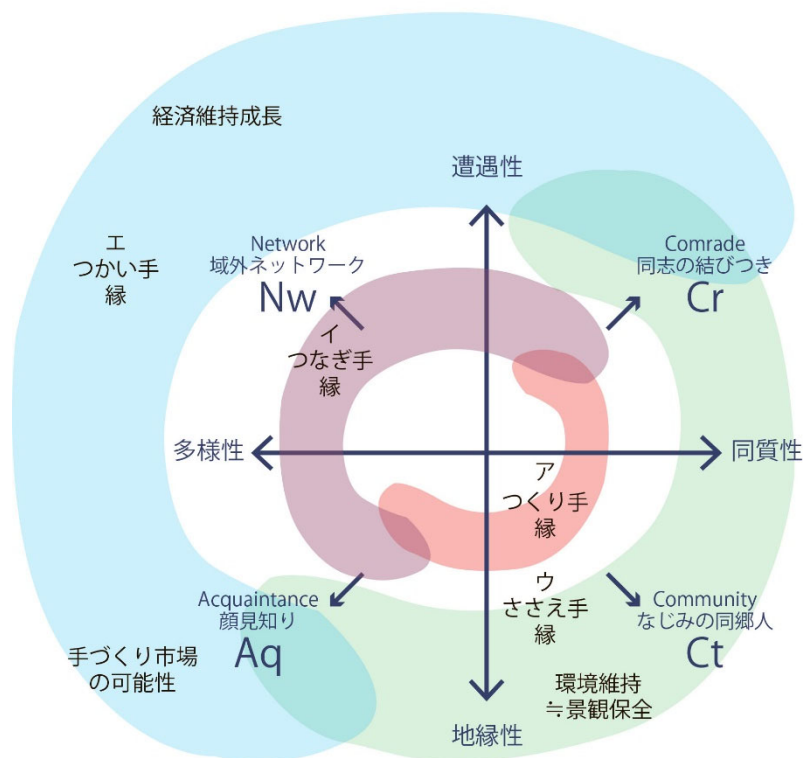 経済維持成長
遭遇性
エ
つかい手
縁
Network
域外ネットワーク
Nw
Comrade
同志の結びつき
Cr
イ
つなぎ手
縁
多様性
同質性
ア
つくり手
縁
ウ
ささえ手
縁
Acquaintance
顔見知り
Aq
Community
なじみの同郷人
Ct
手づくり市場
の可能性
環境維持
≒景観保全
地縁性